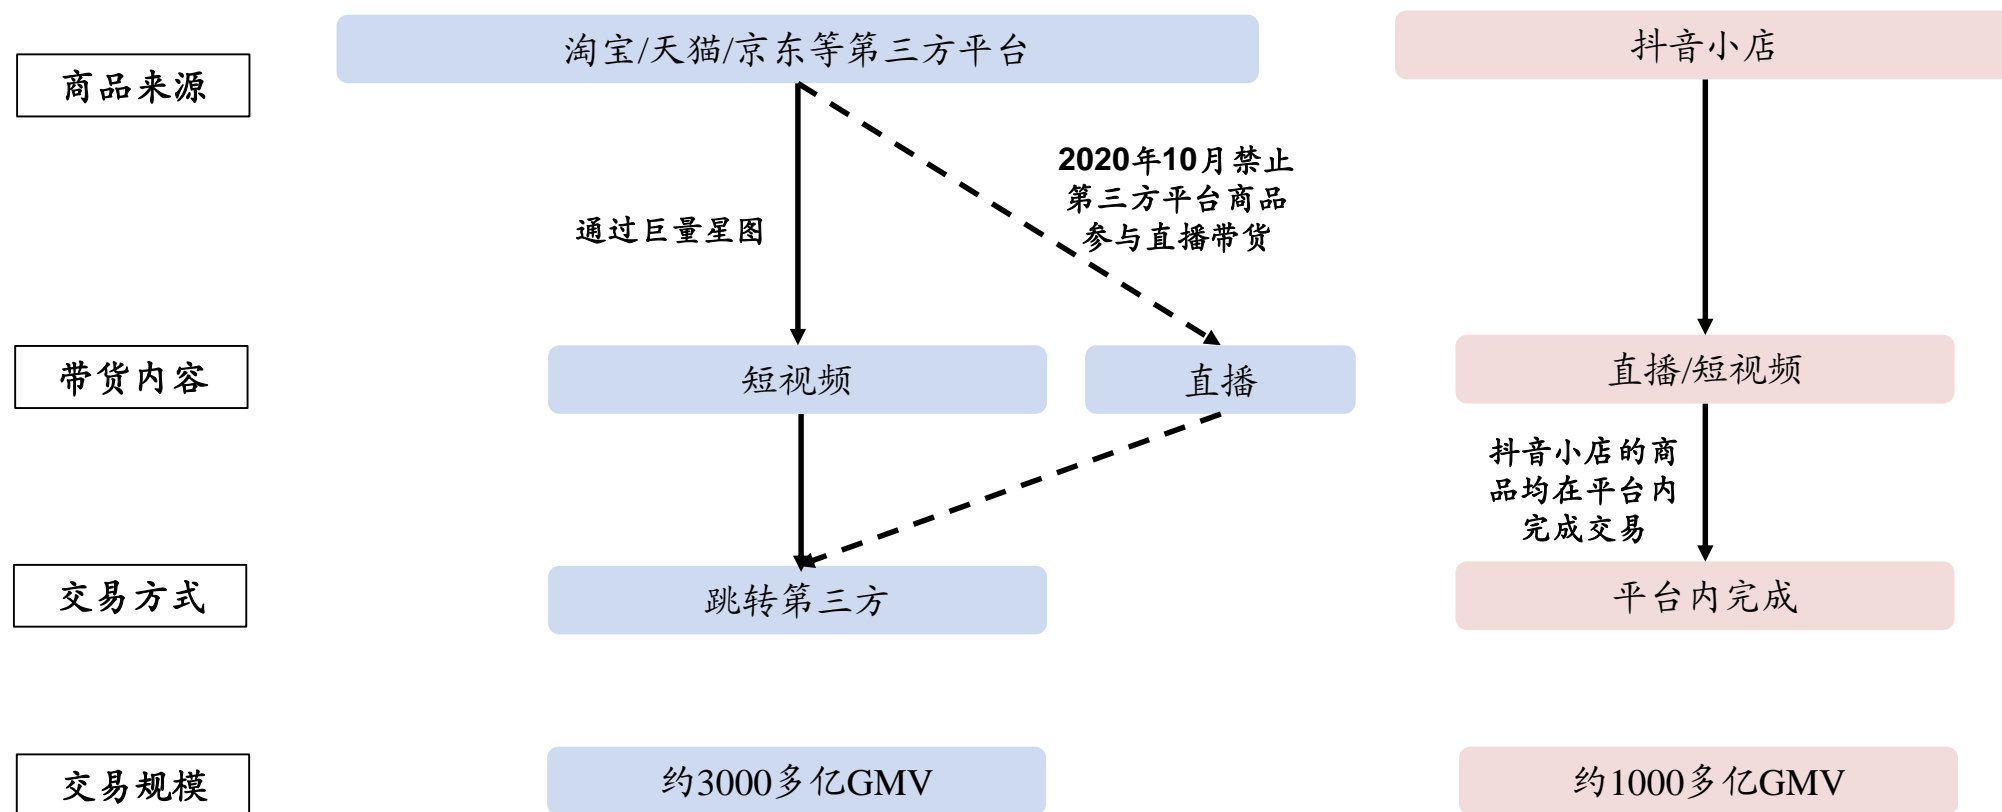 商品来源
淘宝/天猫/京东等第三方平台
抖音小店
通过巨量星图
2020年10月禁止
第三方平台商品
参与直播带货
带货内容
短视频
直播
直播/短视频
抖音小店的商
品均在平台内
完成交易
交易方式
跳转第三方
平台内完成
交易规模
约3000多亿GMV
约1000多亿GMV